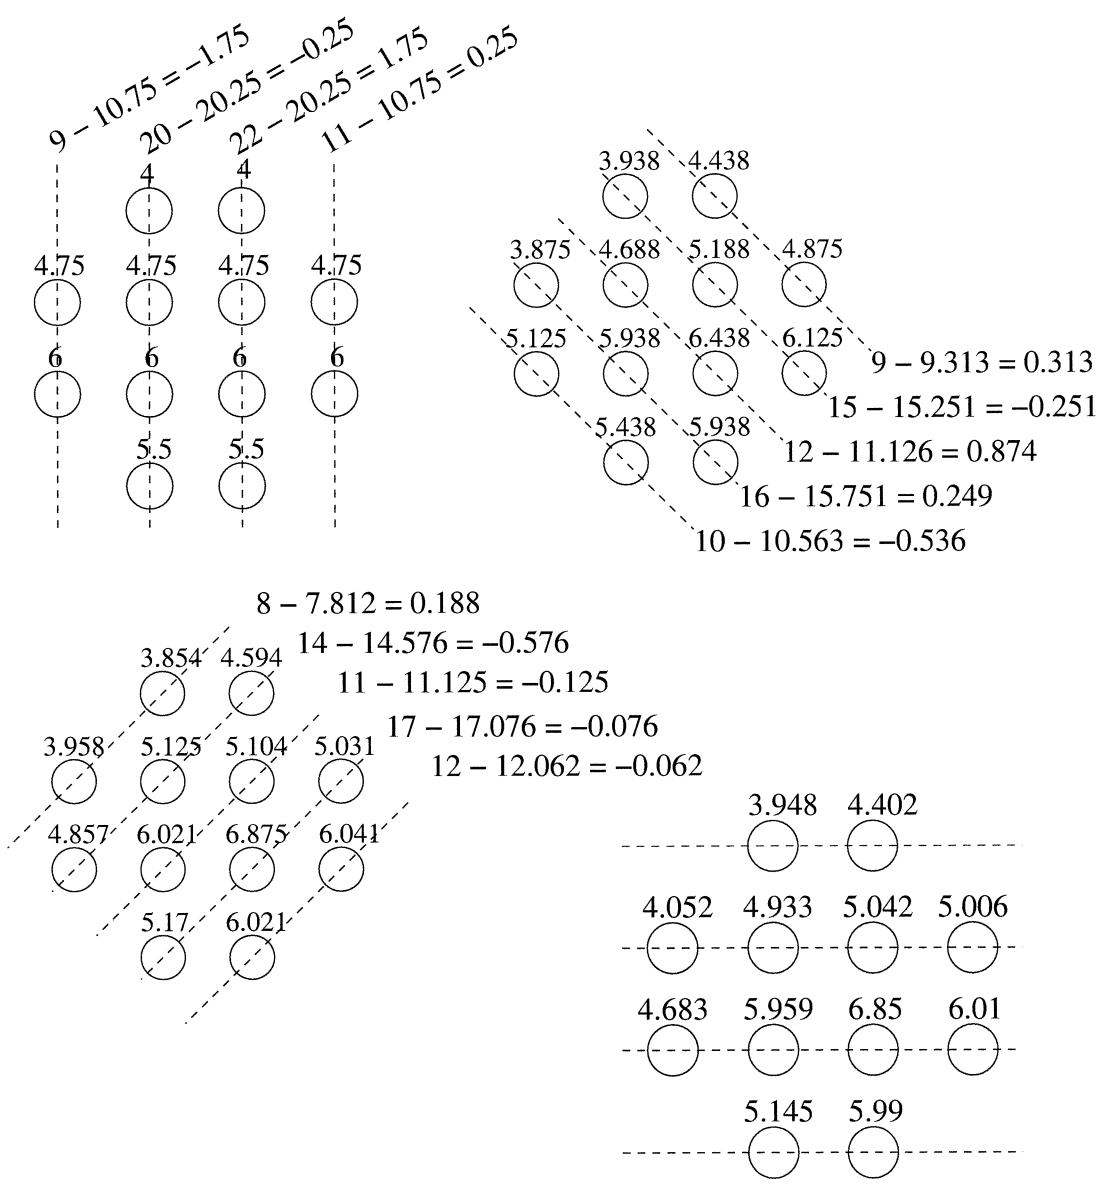 9 − 10.75 = −1.75
20 − 20.25 = −0.25
22 − 20.25 = 1.75
11 − 10.75 = 0.25
4 4
4.75 4.75 4.75 4.75
6 6 6 6
5.5 5.5
3.938 4.438
3.875 4.688 5.188 4.875
5.125 5.938 6.438 6.125
5.438 5.938
9 − 9.313 = 0.313
15 − 15.251 = −0.251
12 − 11.126 = 0.874
16 − 15.751 = 0.249
10 − 10.563 = −0.536
8 − 7.812 = 0.188
14 − 14.576 = −0.576
11 − 11.125 = −0.125
17 − 17.076 = −0.076
12 − 12.062 = −0.062
3.854 4.594
3.958 5.125 5.104 5.031
4.857 6.021 6.875 6.041
5.17 6.021
3.948 4.402
4.052 4.933 5.042 5.006
4.683 5.959 6.85 6.01
5.145 5.99